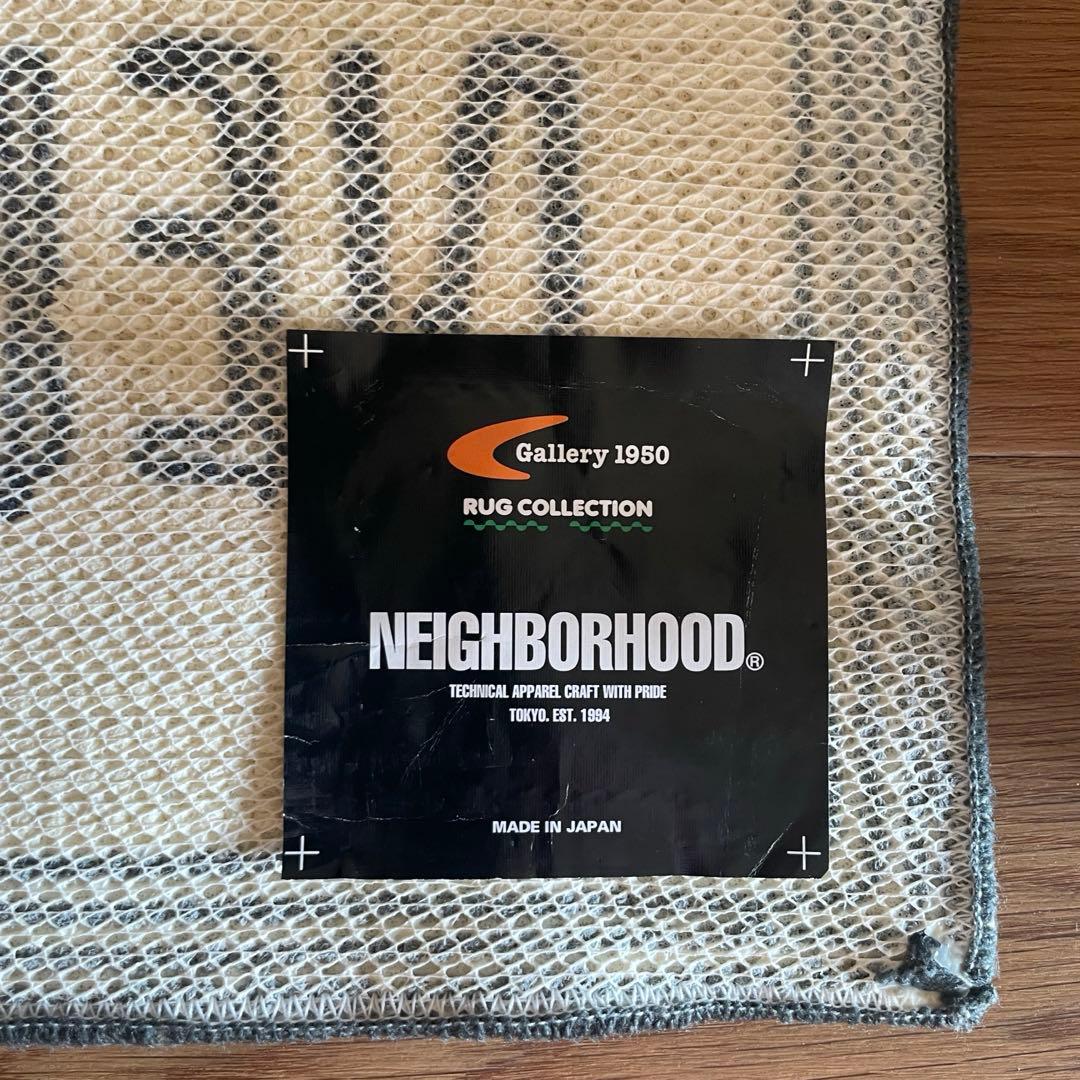 Gallery 1950
RUG COLLECTION
NEIGHBORHOOD®
TECHNICAL APPAREL CRAFT WITH PRIDE
TOKYO. EST. 1994
MADE IN JAPAN